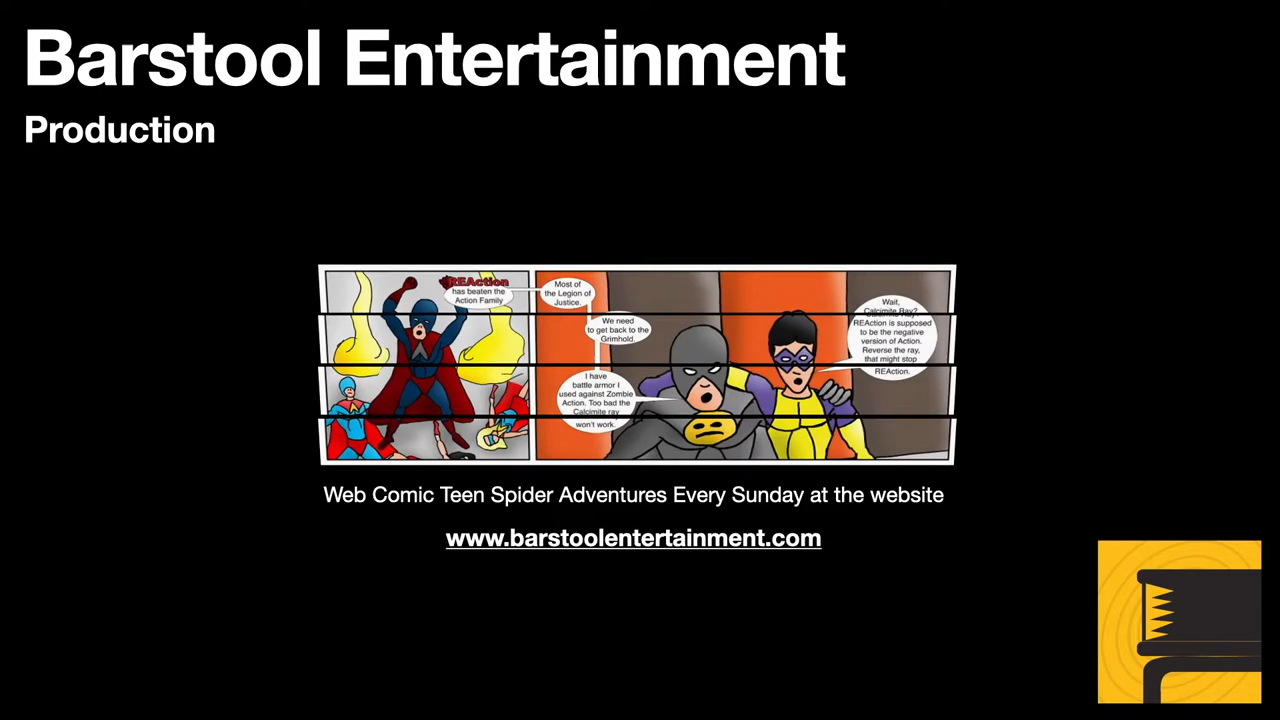 Barstool Entertainment
Production
REAction
has beaten the
Action Family
Most of
the Legion of
Justice.
We need
to get back to the
Grimhold.
I have
battle armor I
used against Zombie
Action. Too bad the
Calcimite ray
won't work.
Wait,
Calcimite Ray?
REAction is supposed
to be the negative
version of Action.
Reverse the ray,
that might stop
REAction.
Web Comic Teen Spider Adventures Every Sunday at the website
www.barstoolentertainment.com